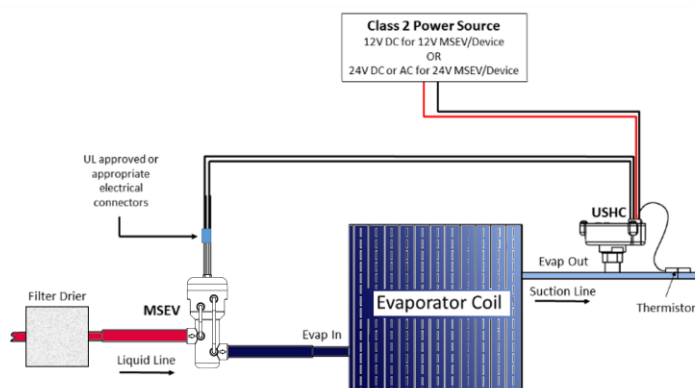 Class 2 Power Source
12V DC for 12V MSEV/Device
OR
24V DC or AC for 24V MSEV/Device
UL approved or
appropriate
electrical
connectors
USHC
Evap Out
Suction Line
Thermistor
Filter Drier
MSEV
Evaporator Coil
Evap In
Liquid Line